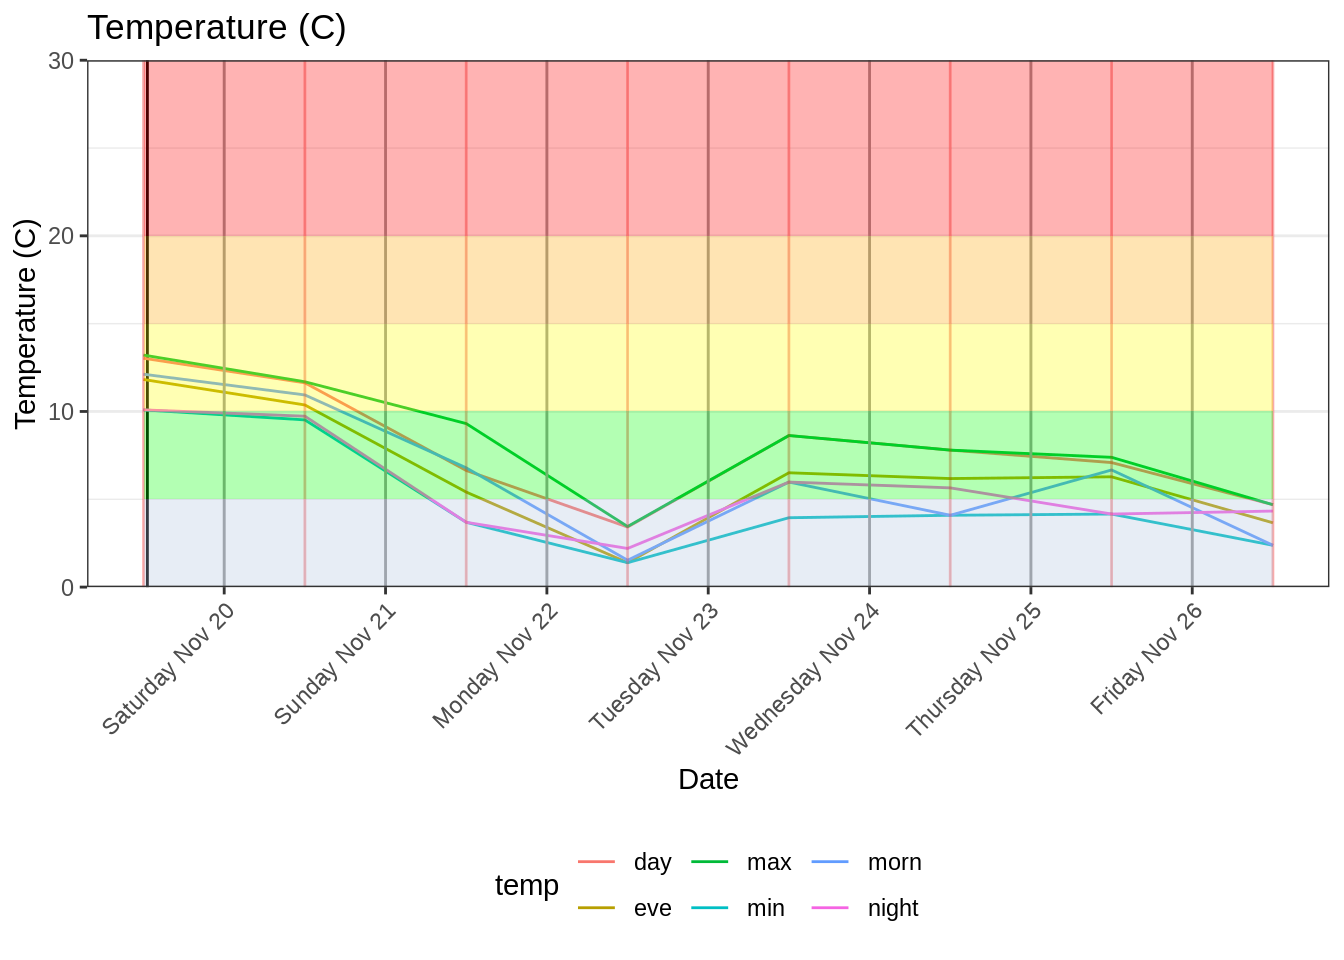 Temperature (C)
Temperature (C)
30
20
10
0
Saturday Nov 20
Sunday Nov 21
Monday Nov 22
Tuesday Nov 23
Wednesday Nov 24
Thursday Nov 25
Friday Nov 26
Date
temp
day
max
morn
eve
min
night